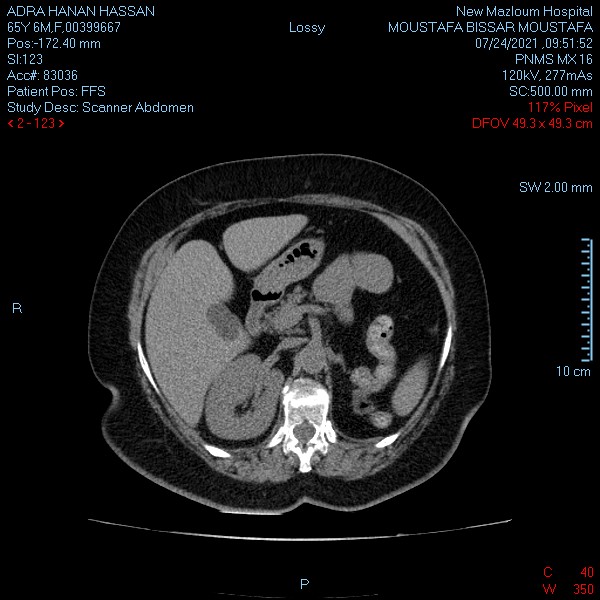 ADRA HANAN HASSAN
65Y 6M,F,00399667
Pos:-172.40 mm
SI:123
Acc#: 83036
Patient Pos: FFS
Study Desc: Scanner Abdomen
< 2 - 123 >
Lossy
New Mazloum Hospital
MOUSTAFA BISSAR MOUSTAFA
07/24/2021 ,09:51:52
PNMS MX 16
120kV, 277mAs
SC:500.00 mm
117% Pixel
DFOV 49.3 x 49.3 cm
SW 2.00 mm
R
10 cm
P
C 40
W 350